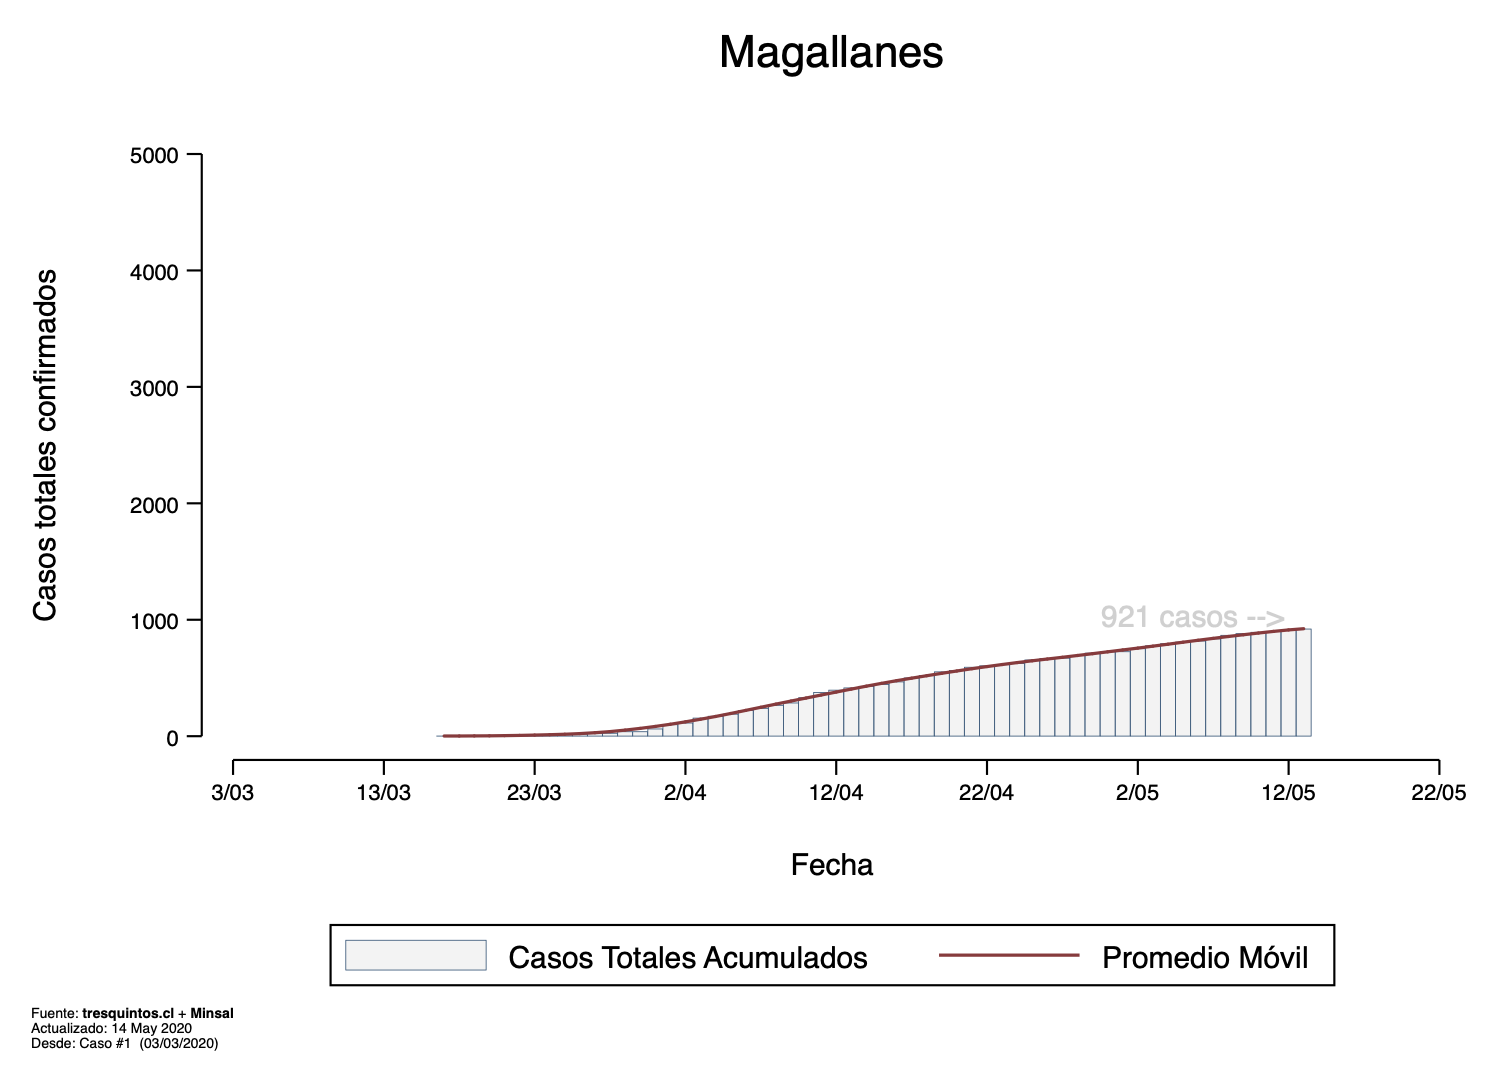 Magallanes
Casos totales confirmados
5000
4000
3000
2000
1000
0
921 casos -->
3/03 13/03 23/03 2/04 12/04 22/04 2/05 12/05 22/05
Fecha
Casos Totales Acumulados Promedio Móvil
Fuente: tresquintos.cl + Minsal
Actualizado: 14 May 2020
Desde: Caso #1 (03/03/2020)